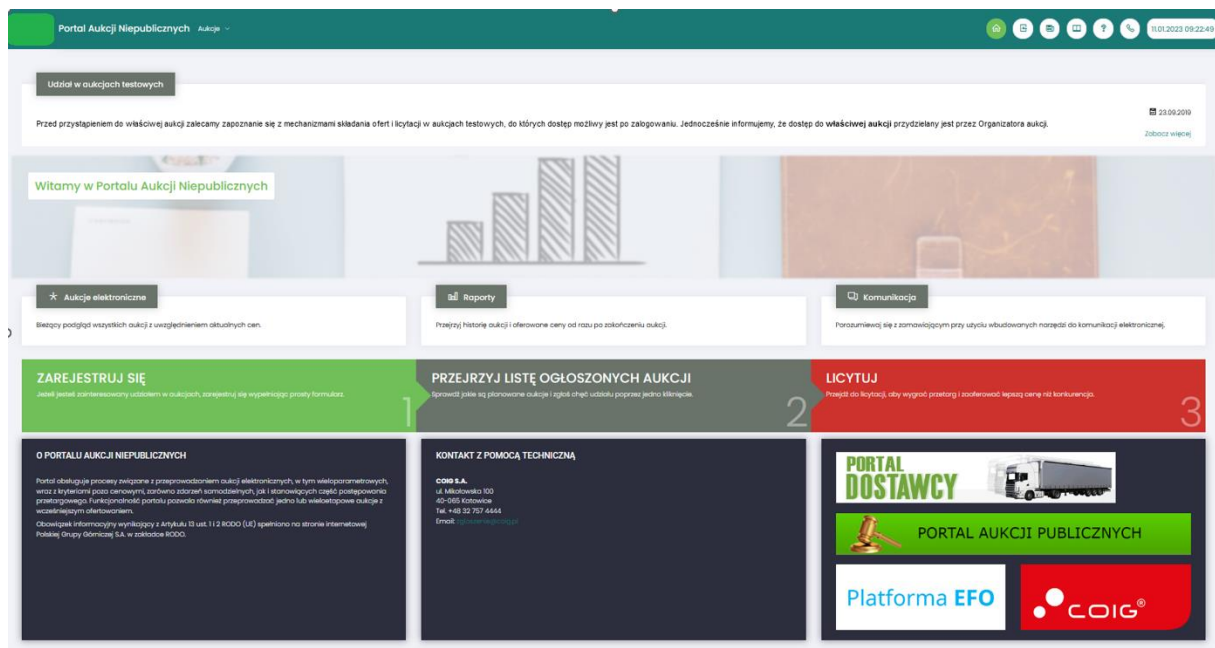 Portal Aukcji Niepublicznych Aukcje
11.01.2023 09:22:49
Udział w aukcjach testowych
23.09.2019
Przed przystąpieniem do właściwej aukcji zalecamy zapoznanie się z mechanizmami składania ofert i licytacji w aukcjach testowych, do których dostęp możliwy jest po zalogowaniu. Jednocześnie informujemy, że dostęp do właściwej aukcji przydzielany jest przez Organizatora aukcji.
Zobacz więcej
Witamy w Portalu Aukcji Niepublicznych
Aukcje elektroniczne
Bieżący podgląd wszystkich aukcji z uwzględnieniem aktualnych cen.
Raporty
Przejrzyj historię aukcji i oferowane ceny od razu po zakończeniu aukcji.
Komunikacja
Porozumiewaj się z zamawiającym przy użyciu wbudowanych narzędzi do komunikacji elektronicznej.
ZAREJESTRUJ SIĘ
Jeżeli jesteś zainteresowany udziałem w aukcjach, zarejestruj się wypełniając prosty formularz.
1
PRZEJRZYJ LISTĘ OGŁOSZONYCH AUKCJI
Sprawdź jakie są planowane aukcje i zgłoś chęć udziału poprzez jedno kliknięcie.
2
LICYTUJ
Przejdź do licytacji, aby wygrać przetarg i zaoferować lepszą cenę niż konkurencja.
3
O PORTALU AUKCJI NIEPUBLICZNYCH
Portal obsługuje procesy związane z przeprowadzaniem aukcji elektronicznych, w tym wieloparametrowych,
wraz z kryteriami poza cenowymi, zarówno zdarzeń samodzielnych, jak i stanowiących część postępowania
przetargowego. Funkcjonalność portalu pozwala również przeprowadzać jedno lub wieloetapowe aukcje z
wcześniejszym ofertowaniem.
Obowiązek informacyjny wynikający z Artykułu 13 ust. 1 i 2 RODO (UE) spełniono na stronie internetowej
Polskiej Grupy Górniczej S.A. w zakładce RODO.
KONTAKT Z POMOCĄ TECHNICZNĄ
COIG S.A.
ul. Mikołowska 100
40-065 Katowice
Tel. +48 32 757 4444
Email: zgloszenie@coig.pl
PORTAL
DOSTAWCY
PORTAL AUKCJI PUBLICZNYCH
Platforma EFO
COIG®